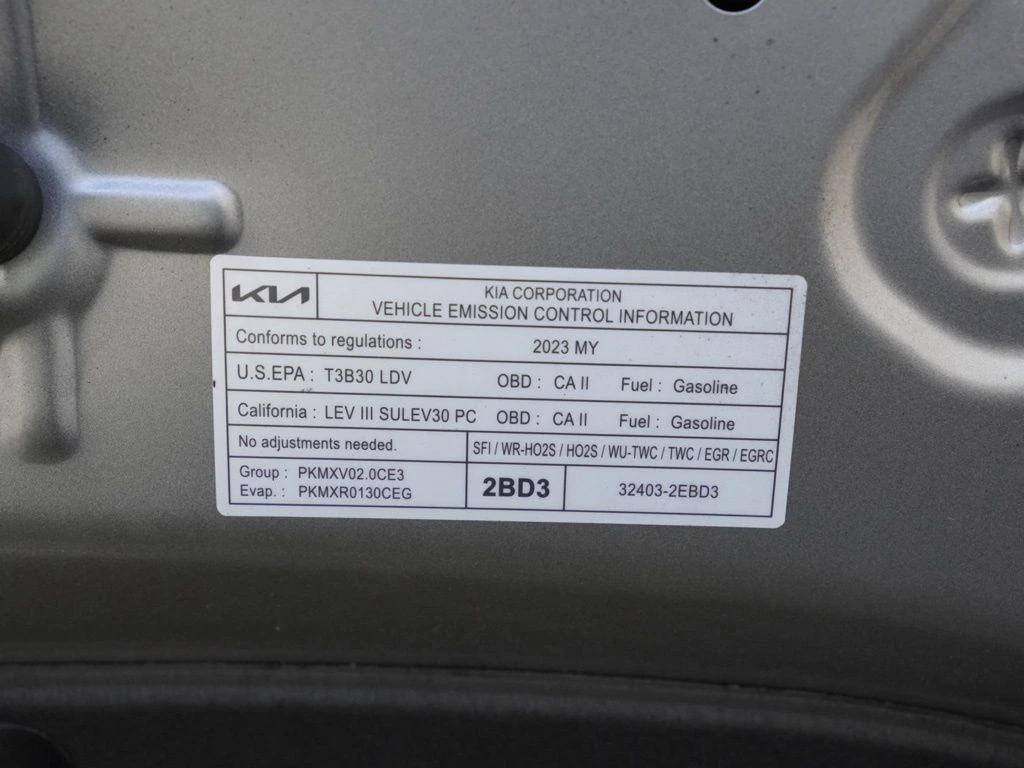 KIA KIA CORPORATION
VEHICLE EMISSION CONTROL INFORMATION
Conforms to regulations : 2023 MY
U.S.EPA : T3B30 LDV OBD : CA II Fuel : Gasoline
California : LEV III SULEV30 PC OBD : CA II Fuel : Gasoline
No adjustments needed. SFI / WR-HO2S / HO2S / WU-TWC / TWC / EGR / EGRC
Group : PKMXV02.0CE3
Evap. : PKMXR0130CEG
2BD3 32403-2EBD3